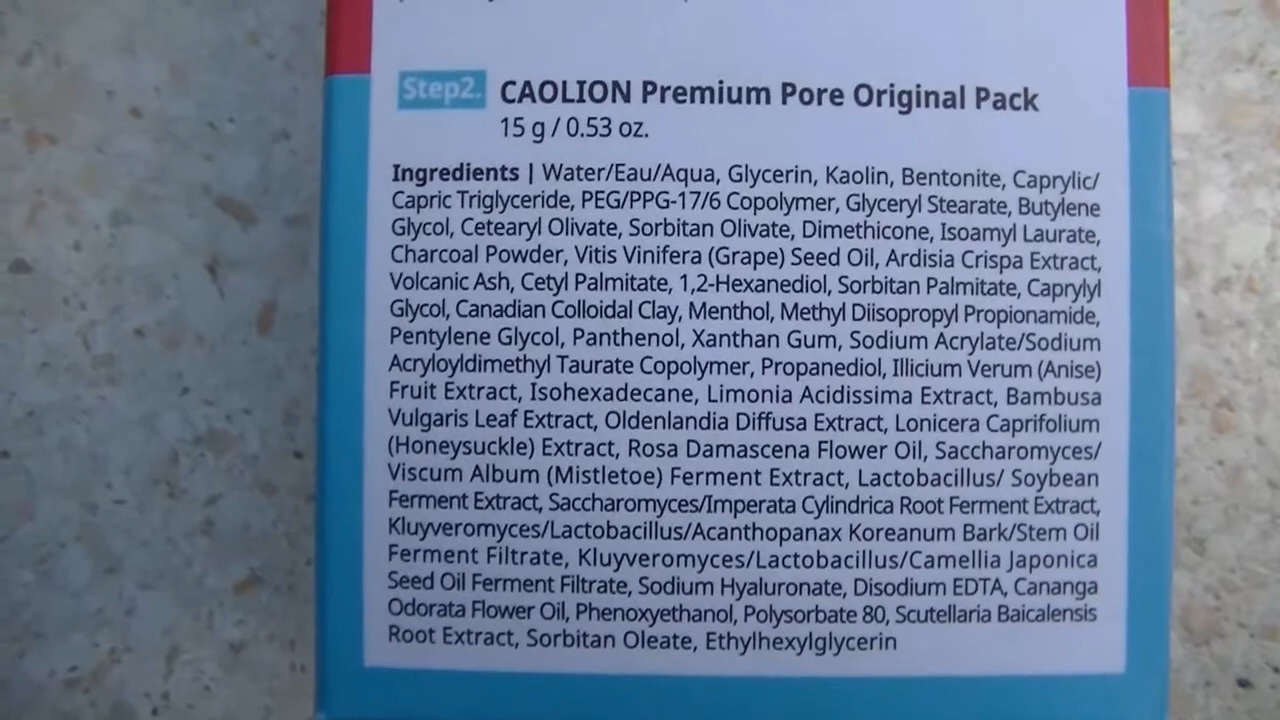 Step2. CAOLION Premium Pore Original Pack
15 g / 0.53 oz.
Ingredients | Water/Eau/Aqua, Glycerin, Kaolin, Bentonite, Caprylic/
Capric Triglyceride, PEG/PPG-17/6 Copolymer, Glyceryl Stearate, Butylene
Glycol, Cetearyl Olivate, Sorbitan Olivate, Dimethicone, Isoamyl Laurate,
Charcoal Powder, Vitis Vinifera (Grape) Seed Oil, Ardisia Crispa Extract,
Volcanic Ash, Cetyl Palmitate, 1,2-Hexanediol, Sorbitan Palmitate, Caprylyl
Glycol, Canadian Colloidal Clay, Menthol, Methyl Diisopropyl Propionamide,
Pentylene Glycol, Panthenol, Xanthan Gum, Sodium Acrylate/Sodium
Acryloyldimethyl Taurate Copolymer, Propanediol, Illicium Verum (Anise)
Fruit Extract, Isohexadecane, Limonia Acidissima Extract, Bambusa
Vulgaris Leaf Extract, Oldenlandia Diffusa Extract, Lonicera Caprifolium
(Honeysuckle) Extract, Rosa Damascena Flower Oil, Saccharomyces/
Viscum Album (Mistletoe) Ferment Extract, Lactobacillus/ Soybean
Ferment Extract, Saccharomyces/Imperata Cylindrica Root Ferment Extract,
Kluyveromyces/Lactobacillus/Acanthopanax Koreanum Bark/Stem Oil
Ferment Filtrate, Kluyveromyces/Lactobacillus/Camellia Japonica
Seed Oil Ferment Filtrate, Sodium Hyaluronate, Disodium EDTA, Cananga
Odorata Flower Oil, Phenoxyethanol, Polysorbate 80, Scutellaria Baicalensis
Root Extract, Sorbitan Oleate, Ethylhexylglycerin